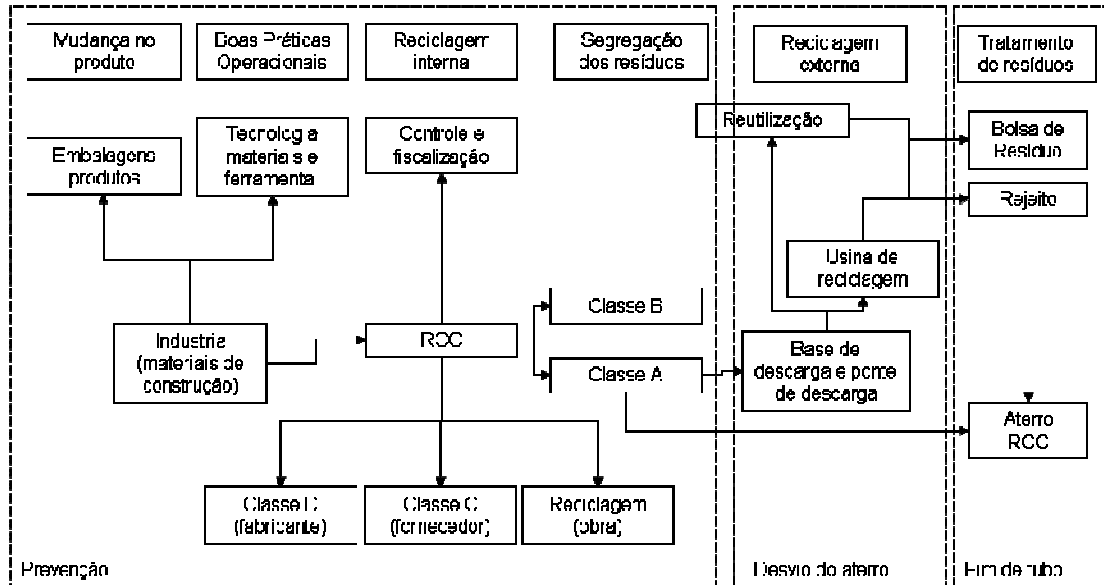 Mudança no
produto
Boas Práticas
Operacionais
Reciclagem
interna
Segregação
dos resíduos
Reciclagem
externa
Tratamento
de resíduos
Embalagens
produtos
Tecnologia
materiais e
ferramenta
Controle e
fiscalização
Reutilização
Bolsa de
Resíduo
Rejeito
Usina de
reciclagem
Industria
(materiais de
construção)
RCC
Classe B
Classe A
Base de
descarga e ponte
de descarga
Aterro
RCC
Classe D
(fabricante)
Classe C
(fornecedor)
Reciclagem
(obra)
Prevenção
Desvio do aterro
Fim de tubo